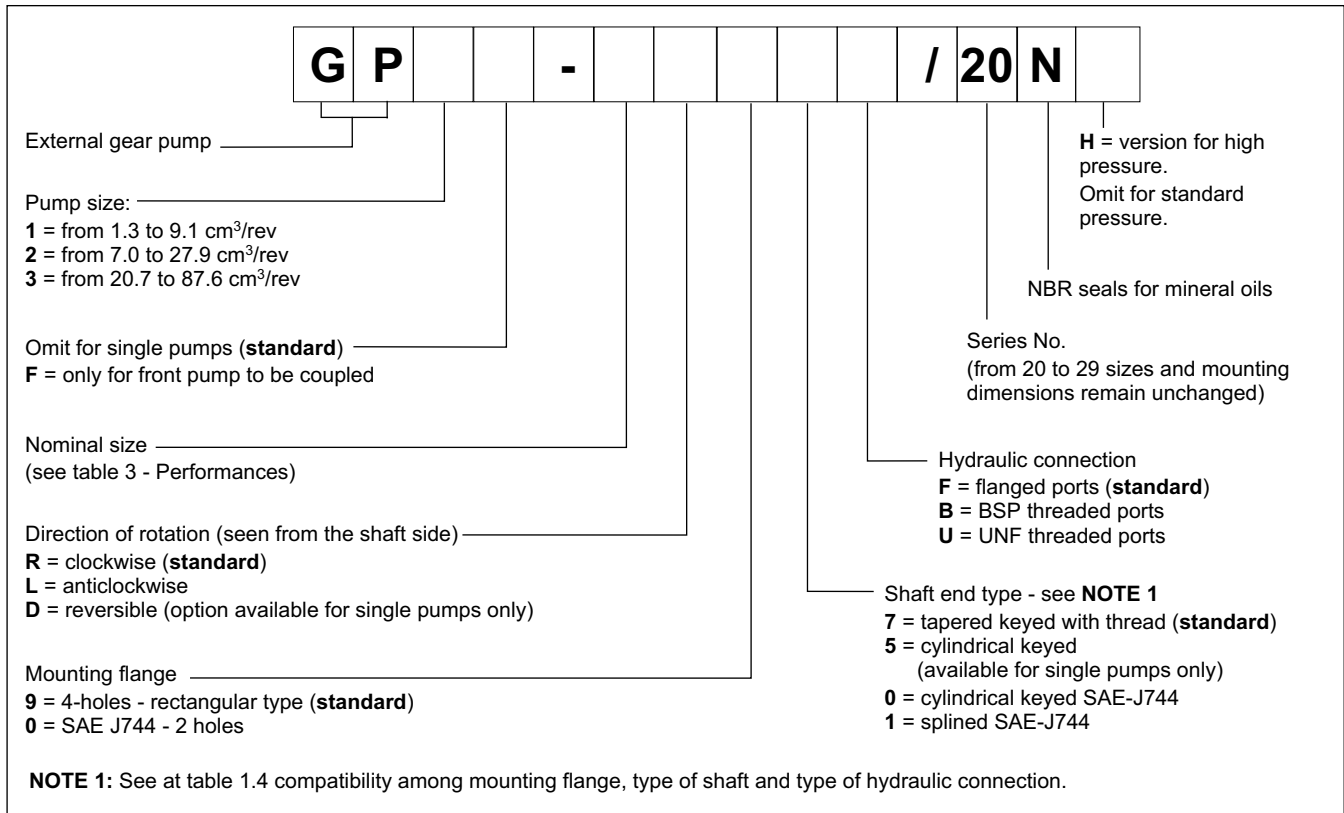 G P - / 20 N
External gear pump
Pump size:
1 = from 1.3 to 9.1 cm³/rev
2 = from 7.0 to 27.9 cm³/rev
3 = from 20.7 to 87.6 cm³/rev
Omit for single pumps (standard)
F = only for front pump to be coupled
Nominal size
(see table 3 - Performances)
Direction of rotation (seen from the shaft side)
R = clockwise (standard)
L = anticlockwise
D = reversible (option available for single pumps only)
Mounting flange
9 = 4-holes - rectangular type (standard)
0 = SAE J744 - 2 holes
H = version for high
pressure.
Omit for standard
pressure.
NBR seals for mineral oils
Series No.
(from 20 to 29 sizes and mounting
dimensions remain unchanged)
Hydraulic connection
F = flanged ports (standard)
B = BSP threaded ports
U = UNF threaded ports
Shaft end type - see NOTE 1
7 = tapered keyed with thread (standard)
5 = cylindrical keyed
(available for single pumps only)
0 = cylindrical keyed SAE-J744
1 = splined SAE-J744
NOTE 1: See at table 1.4 compatibility among mounting flange, type of shaft and type of hydraulic connection.